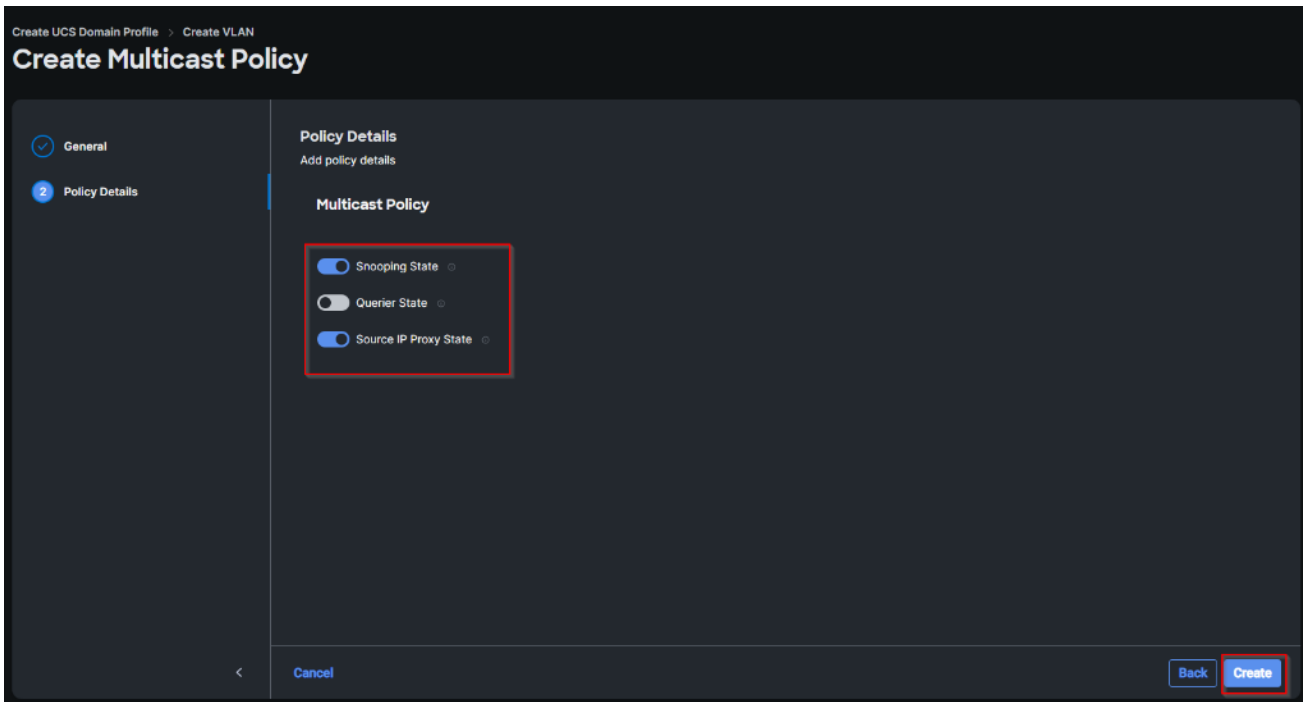 Create UCS Domain Profile > Create VLAN
Create Multicast Policy
General
2 Policy Details
Policy Details
Add policy details
Multicast Policy
Snooping State
Querier State
Source IP Proxy State
Cancel
Back
Create